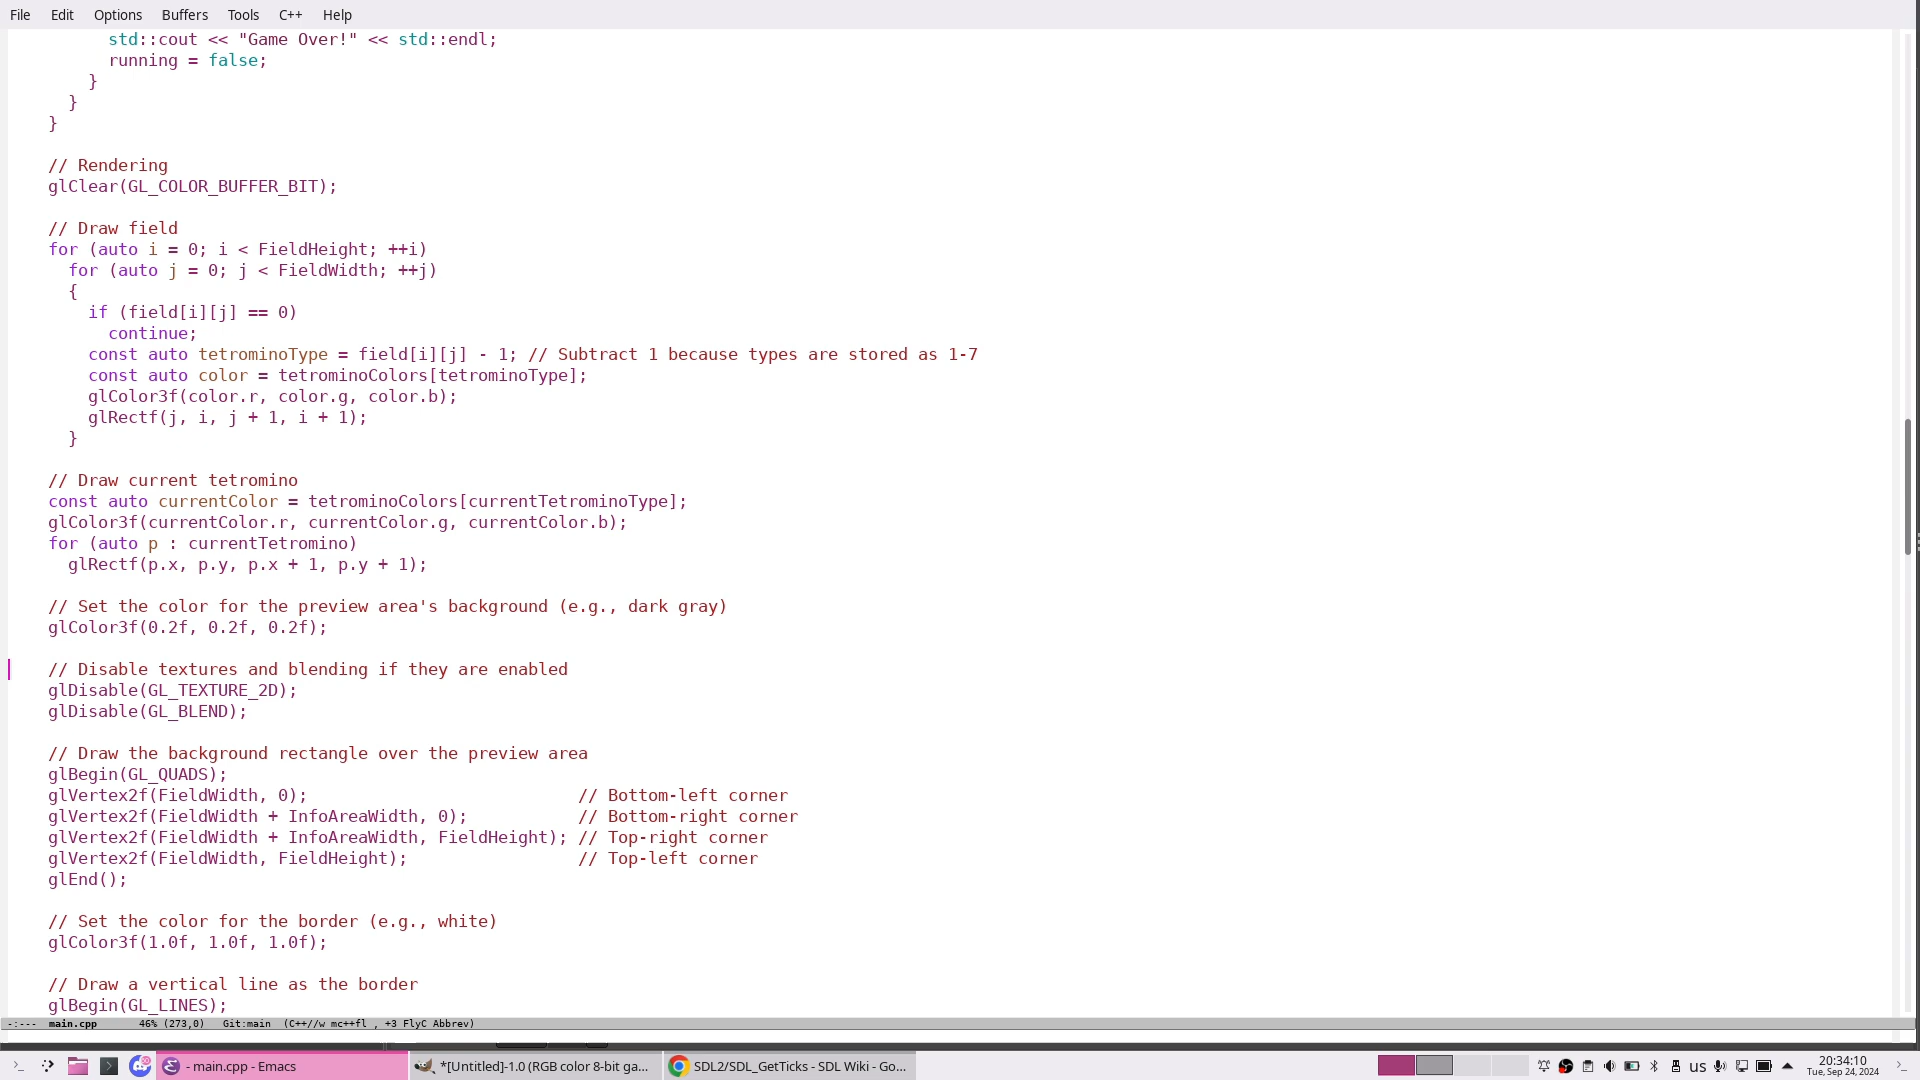 File Edit Options Buffers Tools C++ Help
std::cout << "Game Over!" << std::endl;
running = false;
}
}
}
// Rendering
glClear(GL_COLOR_BUFFER_BIT);
// Draw field
for (auto i = 0; i < FieldHeight; ++i)
for (auto j = 0; j < FieldWidth; ++j)
{
if (field[i][j] == 0)
continue;
const auto tetrominoType = field[i][j] - 1; // Subtract 1 because types are stored as 1-7
const auto color = tetrominoColors[tetrominoType];
glColor3f(color.r, color.g, color.b);
glRectf(j, i, j + 1, i + 1);
}
// Draw current tetromino
const auto currentColor = tetrominoColors[currentTetrominoType];
glColor3f(currentColor.r, currentColor.g, currentColor.b);
for (auto p : currentTetromino)
glRectf(p.x, p.y, p.x + 1, p.y + 1);
// Set the color for the preview area's background (e.g., dark gray)
glColor3f(0.2f, 0.2f, 0.2f);
// Disable textures and blending if they are enabled
glDisable(GL_TEXTURE_2D);
glDisable(GL_BLEND);
// Draw the background rectangle over the preview area
glBegin(GL_QUADS);
glVertex2f(FieldWidth, 0); // Bottom-left corner
glVertex2f(FieldWidth + InfoAreaWidth, 0); // Bottom-right corner
glVertex2f(FieldWidth + InfoAreaWidth, FieldHeight); // Top-right corner
glVertex2f(FieldWidth, FieldHeight); // Top-left corner
glEnd();
// Set the color for the border (e.g., white)
glColor3f(1.0f, 1.0f, 1.0f);
// Draw a vertical line as the border
glBegin(GL_LINES);
-:--- main.cpp 46% (273,0) Git:main (C++//w mc++fl , +3 FlyC Abbrev)
- main.cpp - Emacs *[Untitled]-1.0 (RGB color 8-bit ga... SDL2/SDL_GetTicks - SDL Wiki - Go... us 20:34:10
Tue, Sep 24, 2024